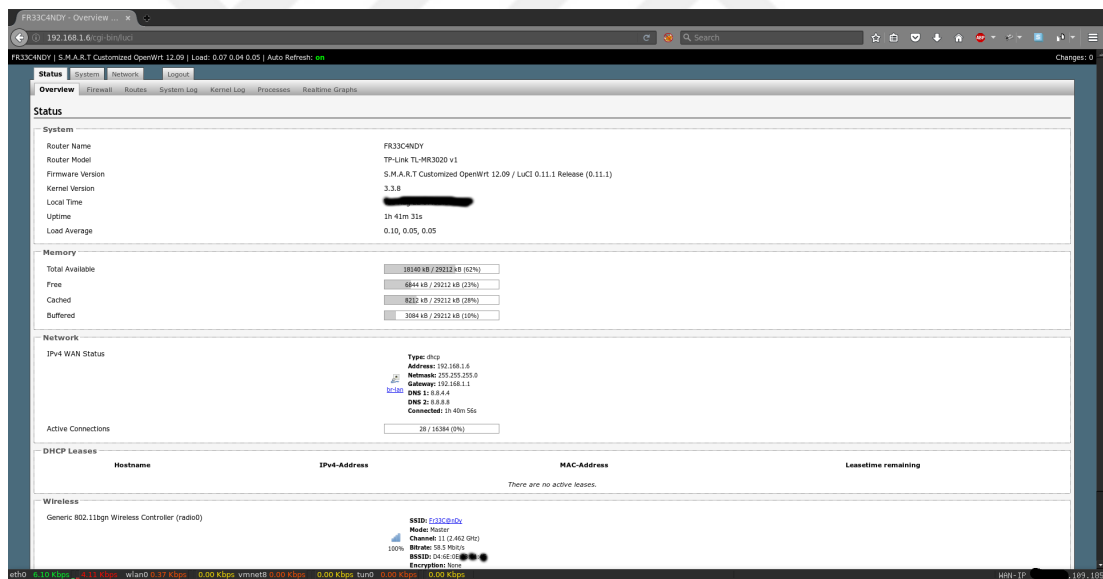 FR33C4NDY - Overview ...
192.168.1.6/cgi-bin/luci
Search
FR33C4NDY | S.M.A.R.T Customized OpenWrt 12.09 | Load: 0.07 0.04 0.05 | Auto Refresh: on
Changes: 0
Status System Network Logout
Overview Firewall Routes System Log Kernel Log Processes Realtime Graphs
Status
System
Router Name FR33C4NDY
Router Model TP-Link TL-MR3020 v1
Firmware Version S.M.A.R.T Customized OpenWrt 12.09 / LuCI 0.11.1 Release (0.11.1)
Kernel Version 3.3.8
Local Time
Uptime 1h 41m 31s
Load Average 0.10, 0.05, 0.05
Memory
Total Available 18140 kB / 29212 kB (62%)
Free 6844 kB / 29212 kB (23%)
Cached 8212 kB / 29212 kB (28%)
Buffered 3084 kB / 29212 kB (10%)
Network
IPv4 WAN Status
br-lan
Type: dhcp
Address: 192.168.1.6
Netmask: 255.255.255.0
Gateway: 192.168.1.1
DNS 1: 8.8.4.4
DNS 2: 8.8.8.8
Connected: 1h 40m 56s
Active Connections 28 / 16384 (0%)
DHCP Leases
Hostname IPv4-Address MAC-Address Leasetime remaining
There are no active leases.
Wireless
Generic 802.11bgn Wireless Controller (radio0)
100%
SSID: Fr33C@nDy
Mode: Master
Channel: 11 (2.462 GHz)
Bitrate: 58.5 Mbit/s
BSSID: D4:6E:0E
Encryption: None
eth0 6.10 Kbps 4.11 Kbps wlan0 0.37 Kbps 0.00 Kbps vmnet8 0.00 Kbps 0.00 Kbps tun0 0.00 Kbps 0.00 Kbps
WAN-IP .109.189